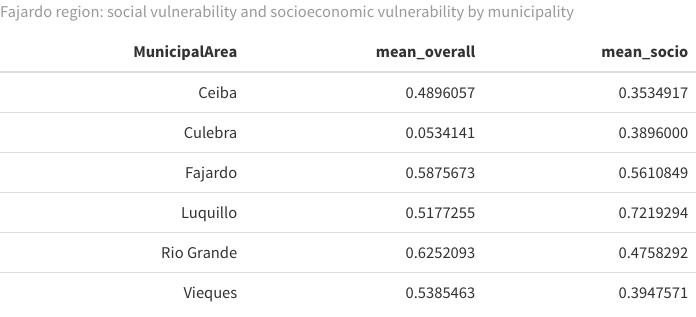 Fajardo region: social vulnerability and socioeconomic vulnerability by municipality
MunicipalArea mean_overall mean_socio
Ceiba 0.4896057 0.3534917
Culebra 0.0534141 0.3896000
Fajardo 0.5875673 0.5610849
Luquillo 0.5177255 0.7219294
Rio Grande 0.6252093 0.4758292
Vieques 0.5385463 0.3947571